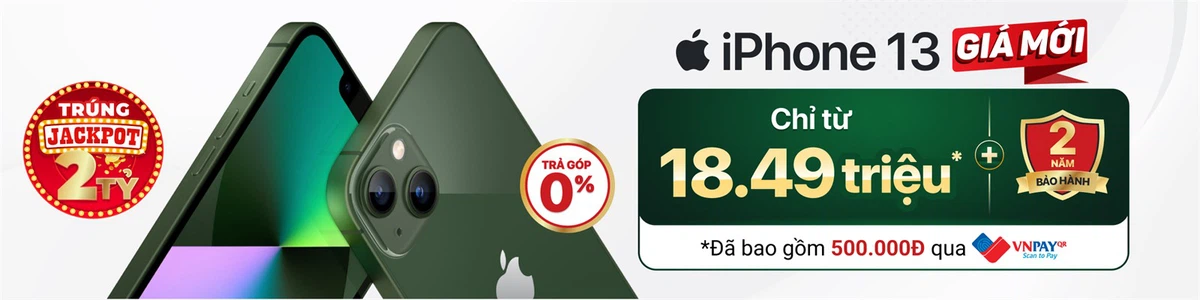 TRÚNG
JACKPOT
2 TỶ
TRẢ GÓP
0%
iPhone 13 GIÁ MỚI
Chỉ từ
18.49 triệu*
+
2
NĂM
BẢO HÀNH
*Đã bao gồm 500.000Đ qua VNPAYQR
Scan to Pay